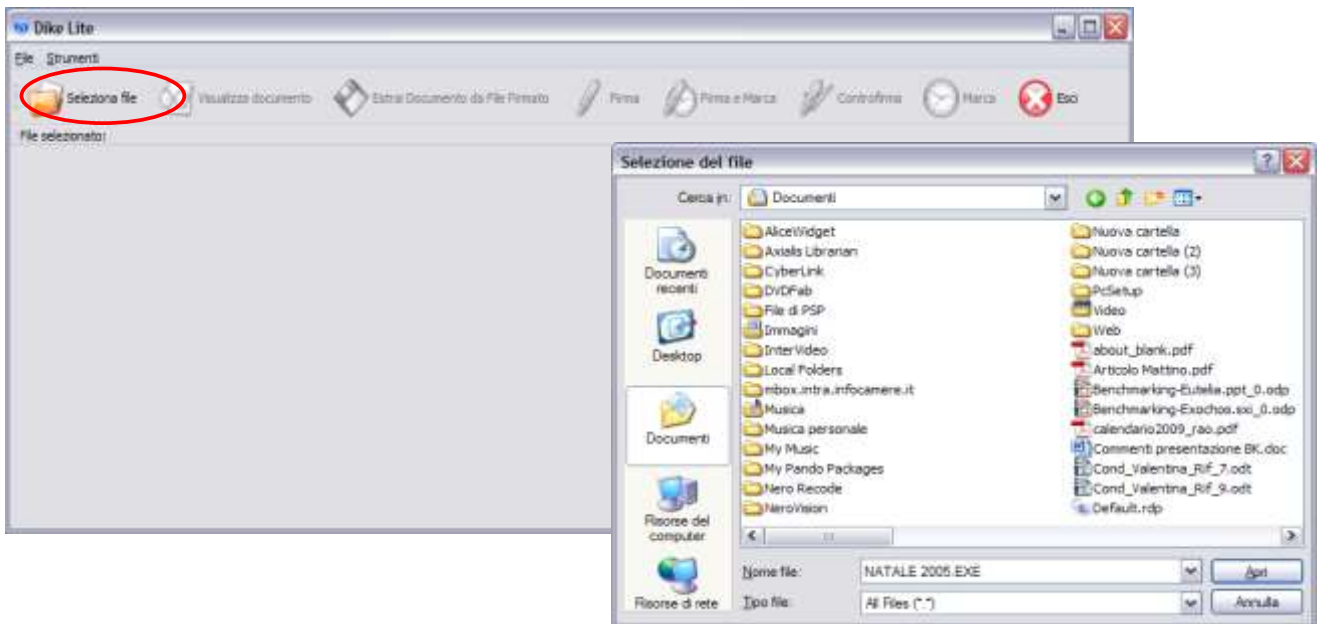 Dike Lite
File Strumenti
Seleziona file Visualizza documento Estrai Documento da File Firmato Firma Firma e Marca Controfirma Marca Esci
File selezionato:
Selezione del file
Cerca in: Documenti
Documenti recenti
Desktop
Documenti
Risorse del computer
Risorse di rete
AliceWidget
Axialis Librarian
CyberLink
DVDFab
File di PSP
Immagini
InterVideo
Local Folders
mbox.intra.infocamere.it
Musica
Musica personale
My Music
My Pando Packages
Nero Recode
NeroVision
Nuova cartella
Nuova cartella (2)
Nuova cartella (3)
PcSetup
Video
Web
about_blank.pdf
Articolo Mattino.pdf
Benchmarking-Eutelia.ppt_0.odp
Benchmarking-Exochos.sxi_0.odp
calendario2009_rao.pdf
Commenti presentazione BK.doc
Cond_Valentina_Rif_7.odt
Cond_Valentina_Rif_9.odt
Default.rdp
Nome file: NATALE 2005.EXE Apri
Tipo file: All Files (*.*) Annulla